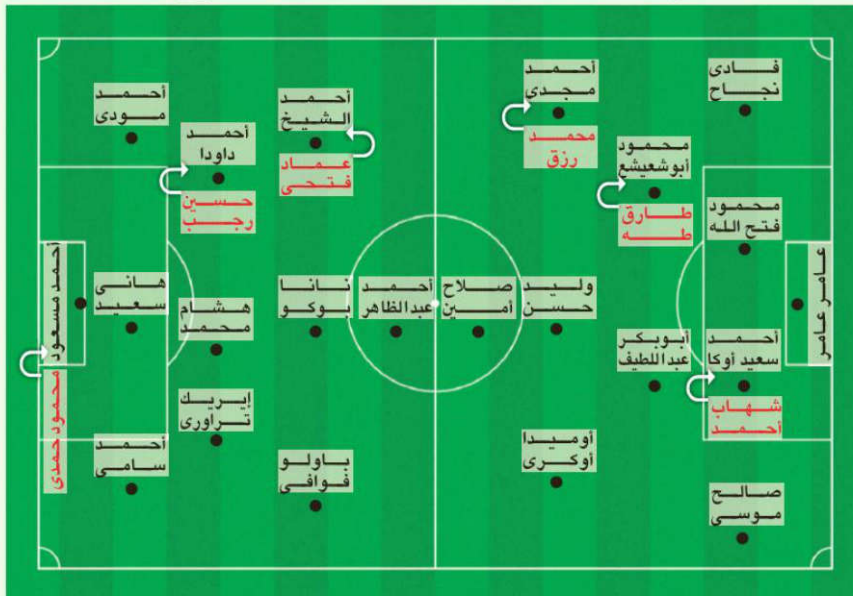 أحمد
مودى
أحمد
داودا
حسين
رجب
أحمد
الشيخ
عماد
فتحى
أحمد
مجدى
محمد
رزق
فادى
نجاح
محمود
أبوشعيشع
طارق
طه
محمود
فتح الله
عامر عامر
أحمد مسعود
محمود حمدى
هانى
سعيد
هشام
محمد
نانا
بوكو
أحمد
عبدالظاهر
صلاح
أمين
وليد
حسن
أبوبكر
عبداللطيف
أحمد
سعيد أوكا
شهاب
أحمد
إيريك
تراورى
أحمد
سامى
باولو
فوافى
أوميدا
أوكرى
صالح
موسى